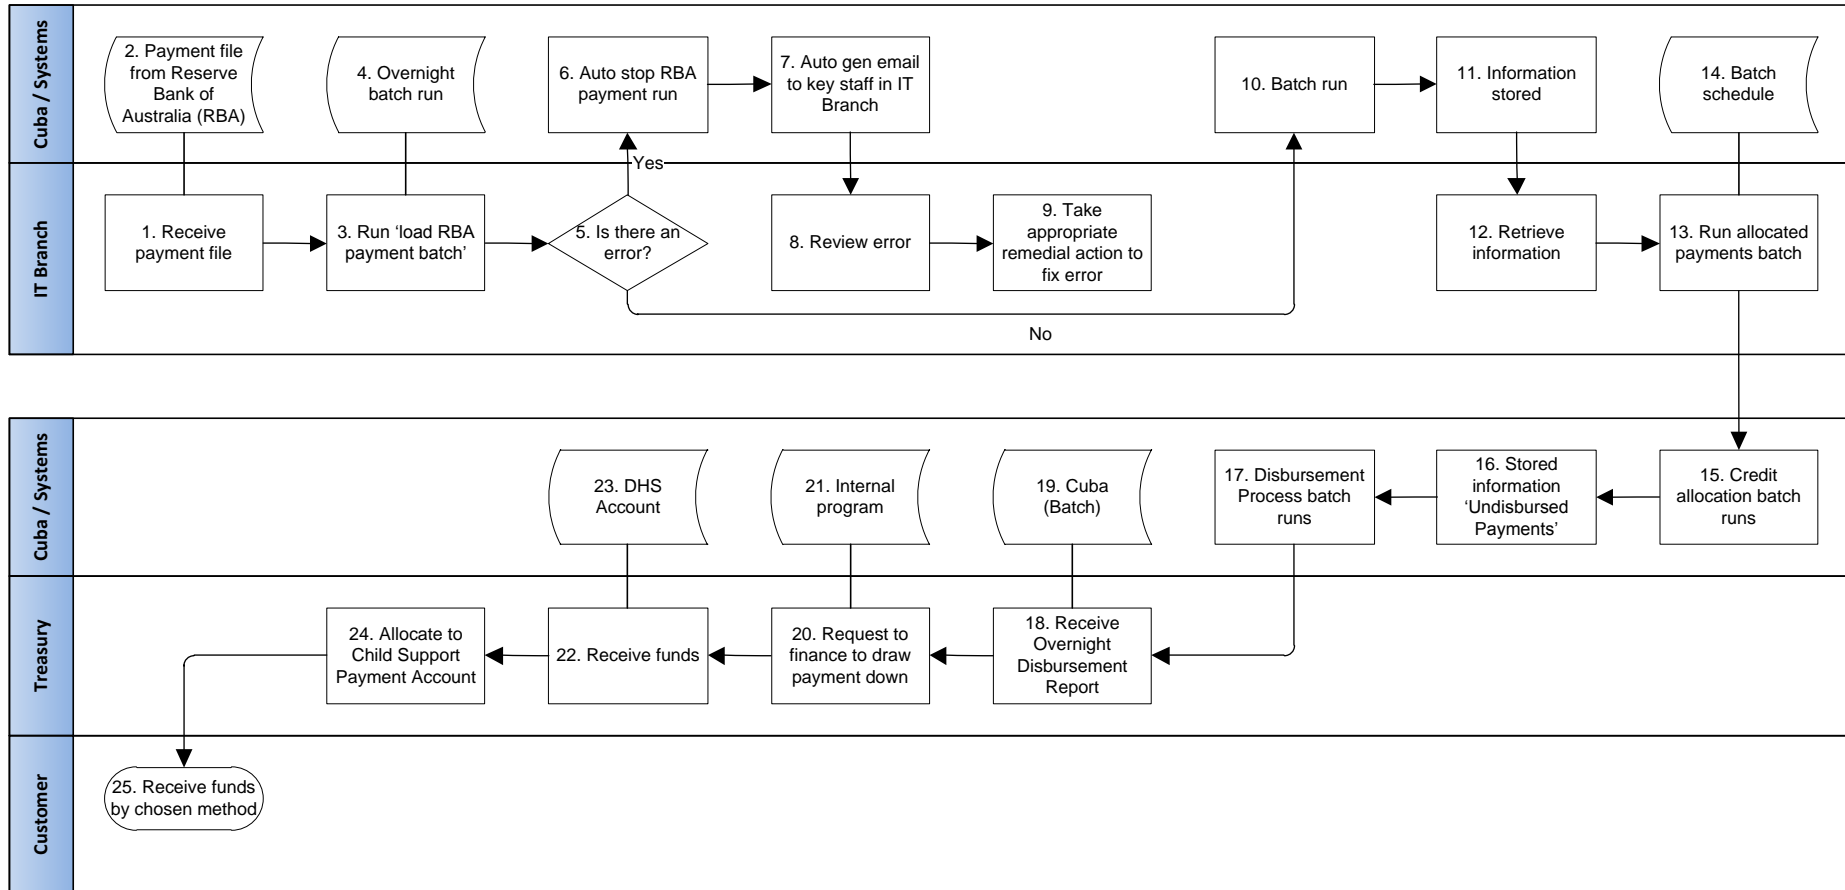 Cuba / Systems
2. Payment file
from Reserve
Bank of
Australia (RBA)
4. Overnight
batch run
6. Auto stop RBA
payment run
7. Auto gen email
to key staff in IT
Branch
10. Batch run
11. Information
stored
14. Batch
schedule
Yes
IT Branch
1. Receive
payment file
3. Run ‘load RBA
payment batch’
5. Is there an
error?
8. Review error
9. Take
appropriate
remedial action to
fix error
12. Retrieve
information
13. Run allocated
payments batch
No
Cuba / Systems
23. DHS
Account
21. Internal
program
19. Cuba
(Batch)
17. Disbursement
Process batch
runs
16. Stored
information
‘Undisbursed
Payments’
15. Credit
allocation batch
runs
Treasury
24. Allocate to
Child Support
Payment Account
22. Receive funds
20. Request to
finance to draw
payment down
18. Receive
Overnight
Disbursement
Report
Customer
25. Receive funds
by chosen method